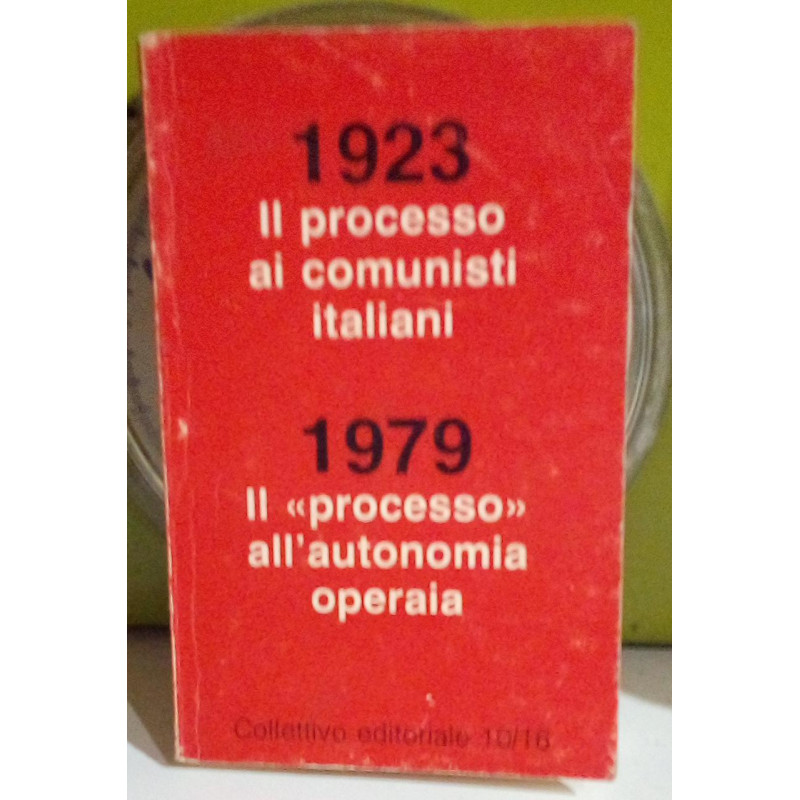 1923
Il processo
ai comunisti
italiani
1979
Il «processo»
all'autonomia
operaia
Collettivo editoriale 10/16